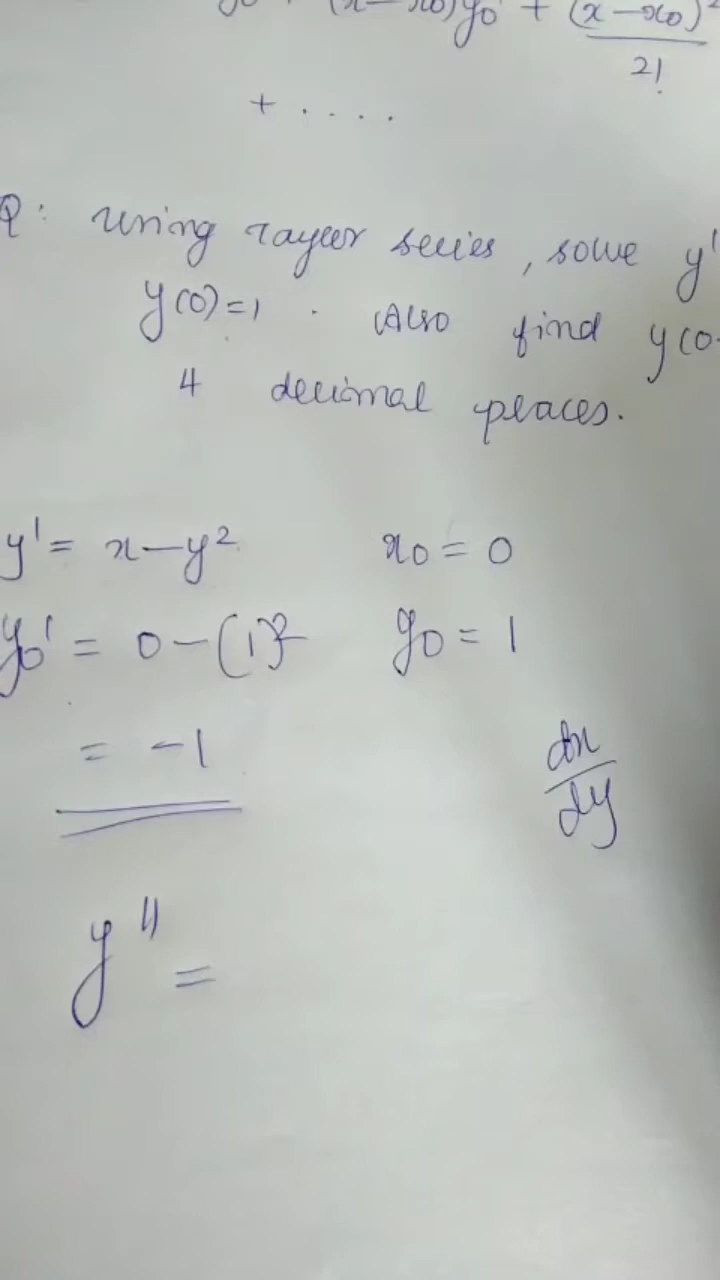 y0 + (x-x0)y0' + (x-x0)²/2!
+ ....
Q: Using Taylor series, solve y'
y(0)=1 . Also find y(0.
4 decimal places.
y' = x-y² x0 = 0
y0' = 0-(1)² y0 = 1
= -1
dx/dy
y'' =